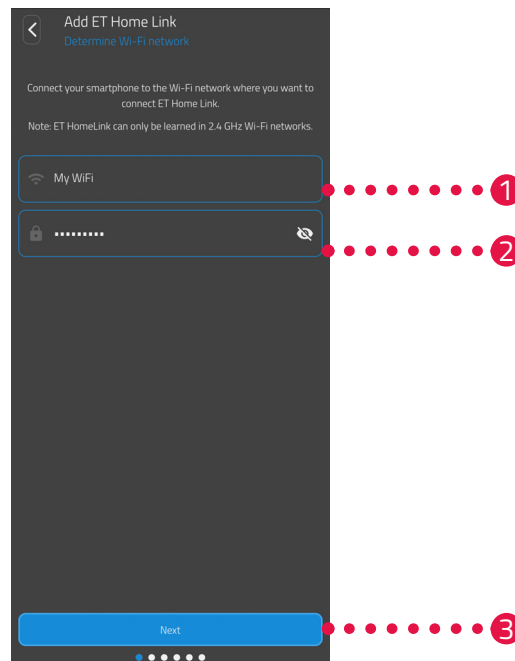 Add ET Home Link
Determine Wi-Fi network
Connect your smartphone to the Wi-Fi network where you want to
connect ET Home Link.
Note: ET HomeLink can only be learned in 2.4 GHz Wi-Fi networks.
My WiFi
1
•••••••••
2
Next
3